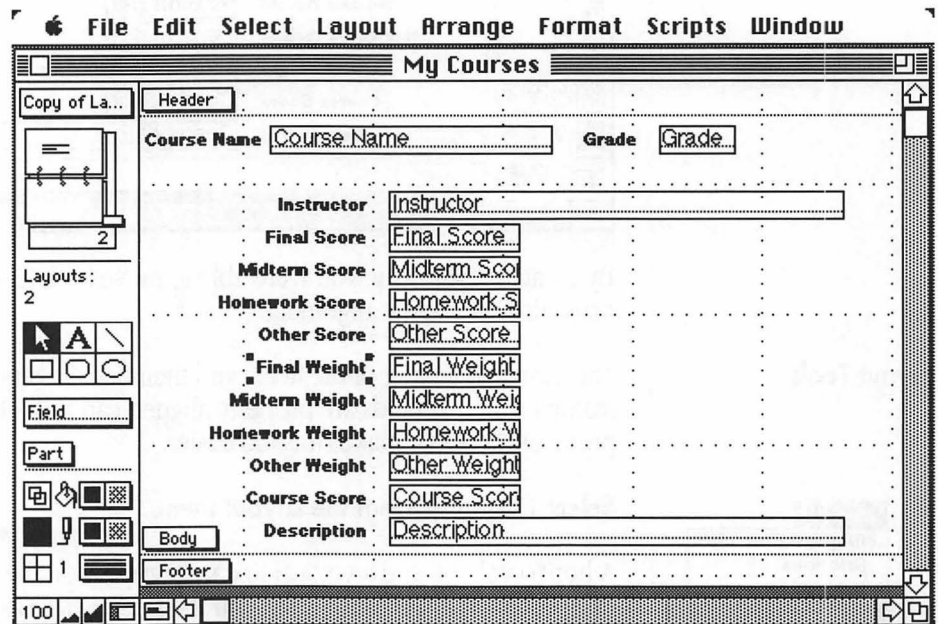 File Edit Select Layout Arrange Format Scripts Window
My Courses
Copy of La...
Header
Course Name Course Name Grade Grade
Instructor Instructor
2
Final Score Final Score
Layouts:
2
Midterm Score Midterm Scor
Homework Score Homework S
Other Score Other Score
A
Final Weight Final Weight
Midterm Weight Midterm Weig
Field
Homework Weight Homework W
Part
Other Weight Other Weight
Course Score Course Scor
Description Description
Body
1
Footer
100